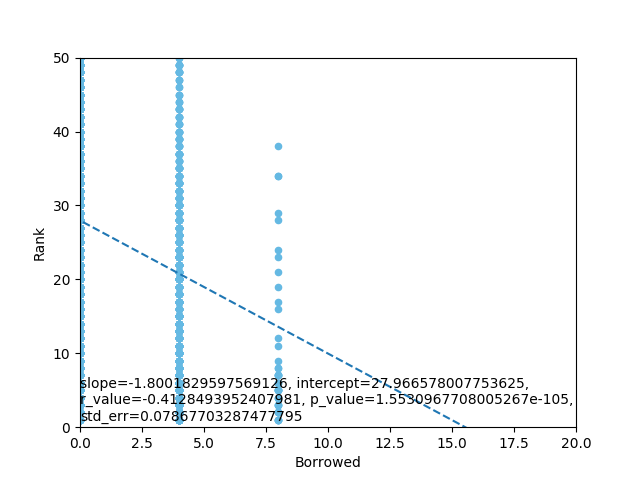 50
40
30
20
10
0
Rank
slope=-1.8001829597569126, intercept=27.966578007753625,
r_value=-0.4128493952407981, p_value=1.5553096770800526​7e-105,
std_err=0.07867703287477795
0.0 2.5 5.0 7.5 10.0 12.5 15.0 17.5 20.0
Borrowed